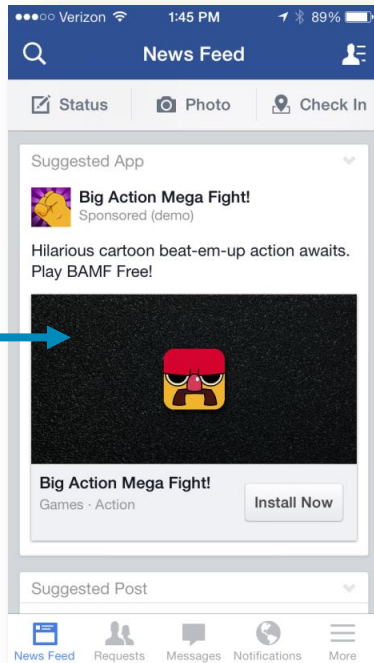 Verizon 1:45 PM 89%
News Feed
Status Photo Check In
Suggested App
Big Action Mega Fight!
Sponsored (demo)
Hilarious cartoon beat-em-up action awaits.
Play BAMF Free!
Big Action Mega Fight!
Games · Action
Install Now
Suggested Post
News Feed Requests Messages Notifications More